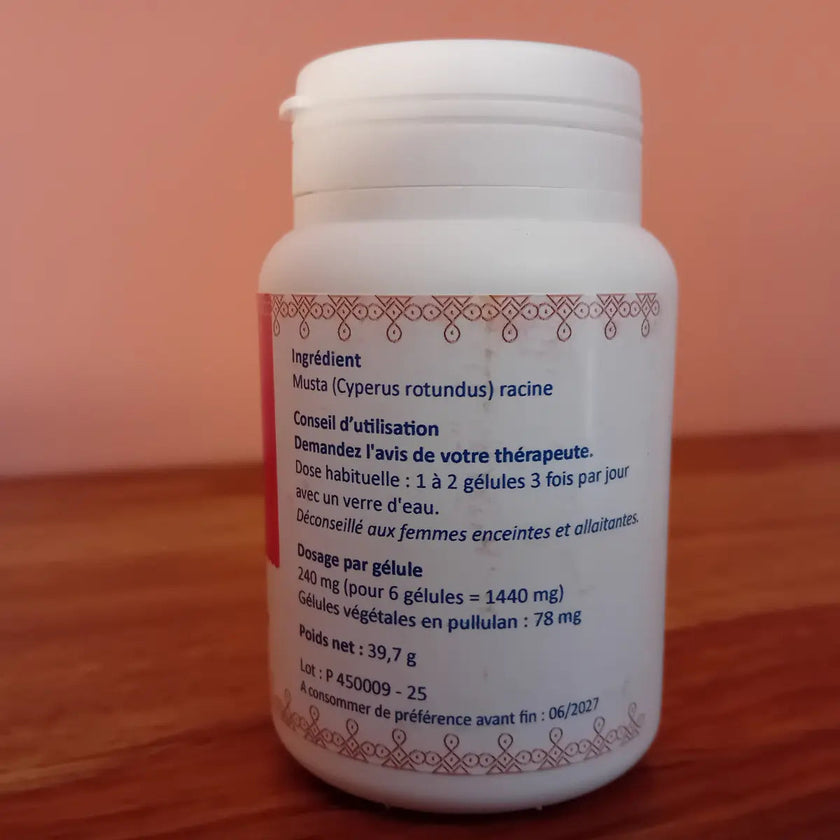 Ingrédient
Musta (Cyperus rotundus) racine
Conseil d'utilisation
Demandez l'avis de votre thérapeute.
Dose habituelle : 1 à 2 gélules 3 fois par jour
avec un verre d'eau.
Déconseillé aux femmes enceintes et allaitantes.
Dosage par gélule
240 mg (pour 6 gélules = 1440 mg)
Gélules végétales en pullulan : 78 mg
Poids net : 39,7 g
Lot : P 450009 - 25
A consommer de préférence avant fin : 06/2027